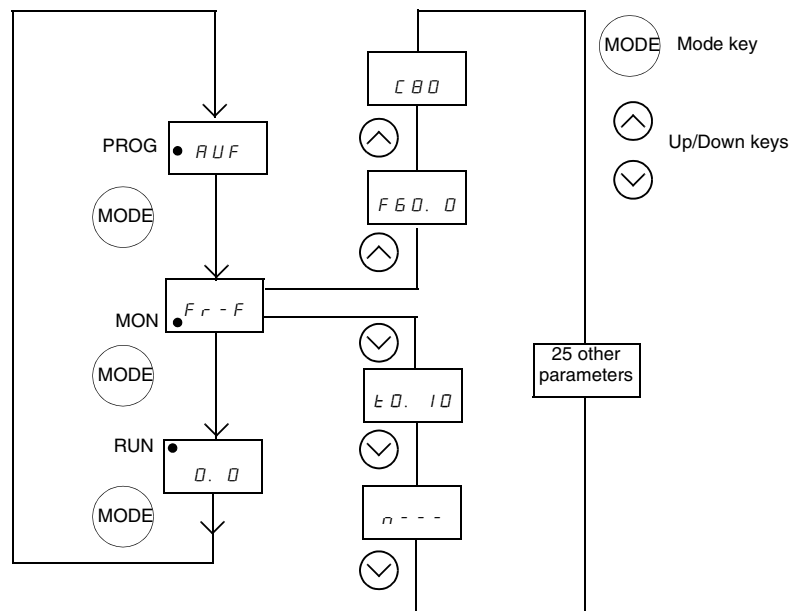 C80
MODE Mode key
PROG
AUF
Up/Down keys
F60. 0
MODE
Fr-F
MON
MODE
25 other
parameters
t0. 10
RUN
0. 0
MODE
n---